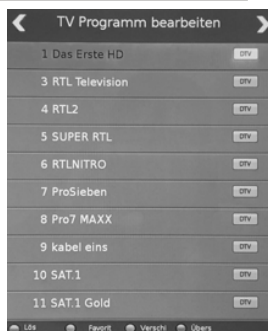 TV Programm bearbeiten
1 Das Erste HD DTV
3 RTL Television DTV
4 RTL2 DTV
5 SUPER RTL DTV
6 RTLNITRO DTV
7 ProSieben DTV
8 Pro7 MAXX DTV
9 kabel eins DTV
10 SAT.1 DTV
11 SAT.1 Gold DTV
Lös Favorit Verschi Übers